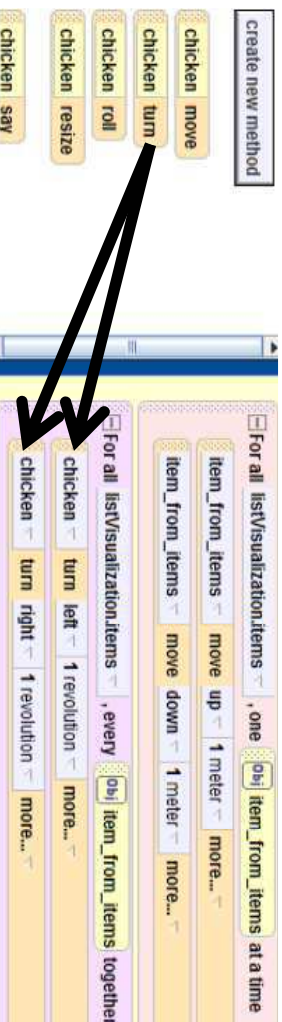 create new method
chicken move
chicken turn
chicken roll
chicken resize
chicken say
For all listVisualization.items , one Obj item_from_items at a time
item_from_items move up 1 meter more...
item_from_items move down 1 meter more...
For all listVisualization.items , every Obj item_from_items together
chicken turn left 1 revolution more...
chicken turn right 1 revolution more...